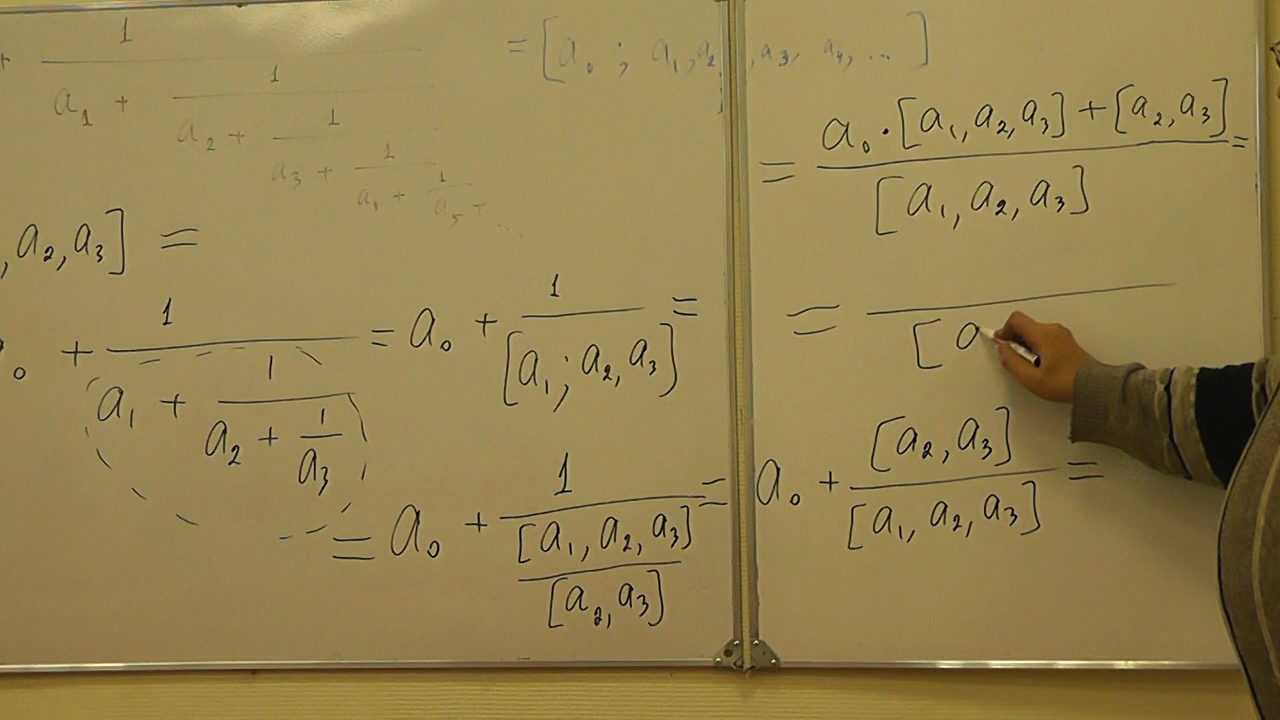 + 1 / (a₁ + 1 / (a₂ + 1 / (a₃ + 1 / (a₄ + 1 / (a₅ + ...
= [a₀ ; a₁, a₂, a₃, a₄, ... ]
, a₂, a₃] =
a₀ + 1 / (a₁ + 1 / (a₂ + 1 / a₃)) = a₀ + 1 / [a₁ ; a₂, a₃] =
= a₀ + 1 / ([a₁, a₂, a₃] / [a₂, a₃]) = a₀ + [a₂, a₃] / [a₁, a₂, a₃] =
= (a₀ · [a₁, a₂, a₃] + [a₂, a₃]) / [a₁, a₂, a₃] =
= / [a